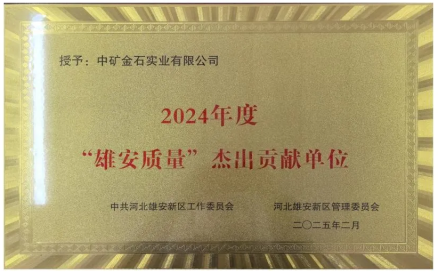 授予：中矿金石实业有限公司
2024年度
“雄安质量”杰出贡献单位
中共河北雄安新区工作委员会 河北雄安新区管理委员会
二〇二五年二月